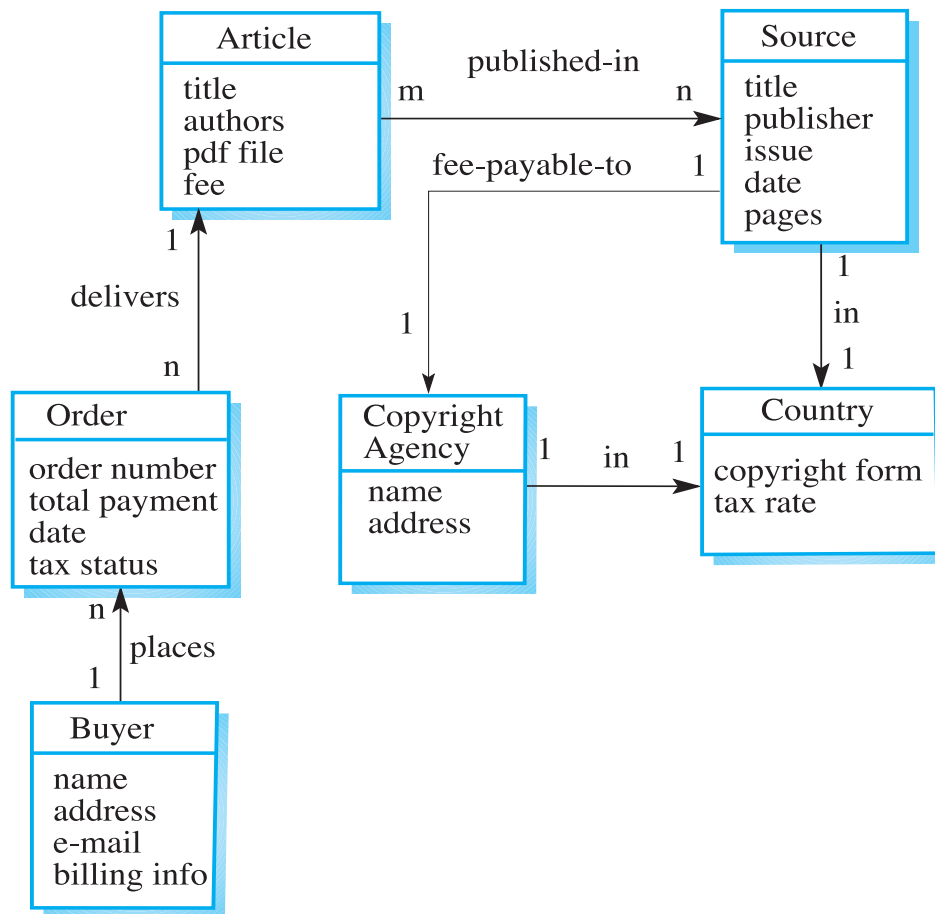 Article
title
authors
pdf file
fee
published-in
m
n
Source
title
publisher
issue
date
pages
fee-payable-to
1
1
1
delivers
n
1
in
1
Order
order number
total payment
date
tax status
Copyright
Agency
name
address
1
in
1
Country
copyright form
tax rate
n
places
1
Buyer
name
address
e-mail
billing info